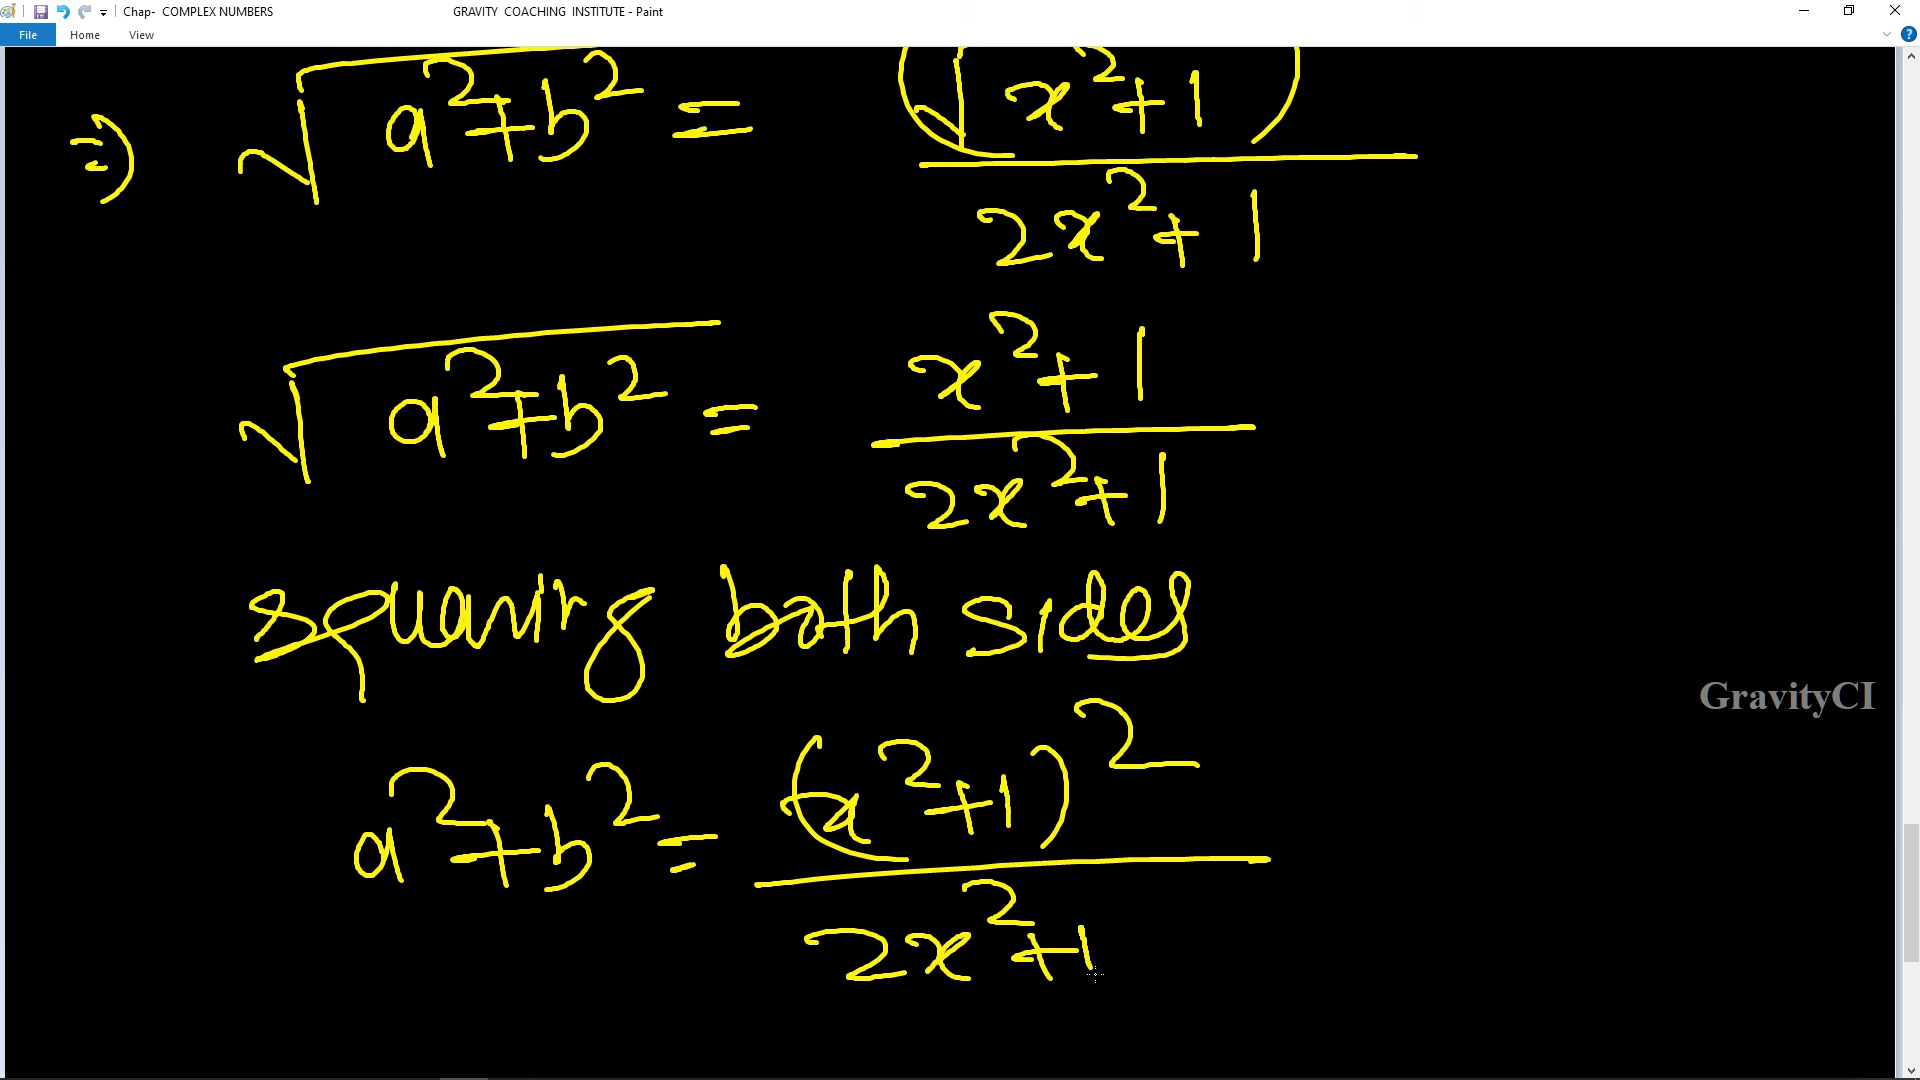 Chap- COMPLEX NUMBERS GRAVITY COACHING INSTITUTE - Paint
File Home View
⇒ √(a²+b²) = (√(x²+1) )
2x²+1
√(a²+b²) = x²+1
2x²+1
squaring both sides
GravityCI
a²+b² = (x²+1)²
2x²+1